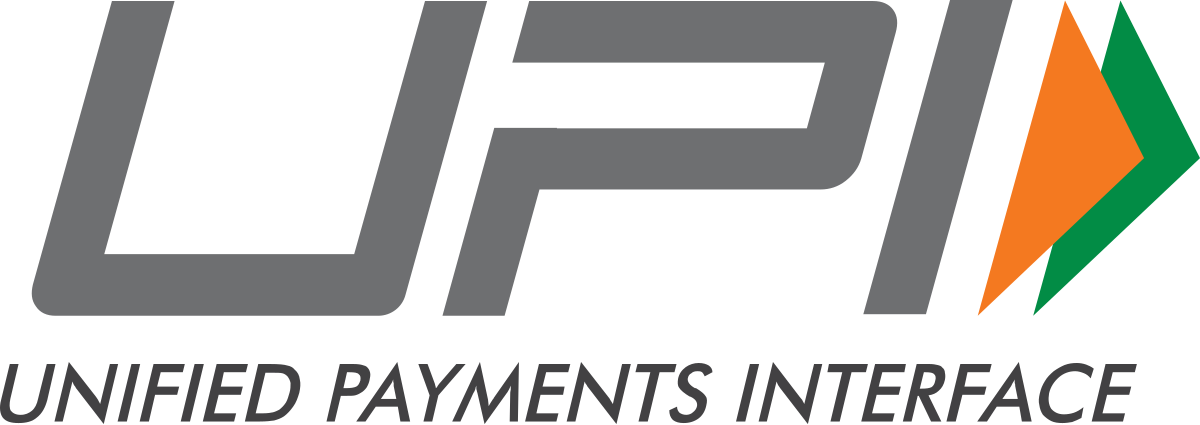 UPI
UNIFIED PAYMENTS INTERFACE